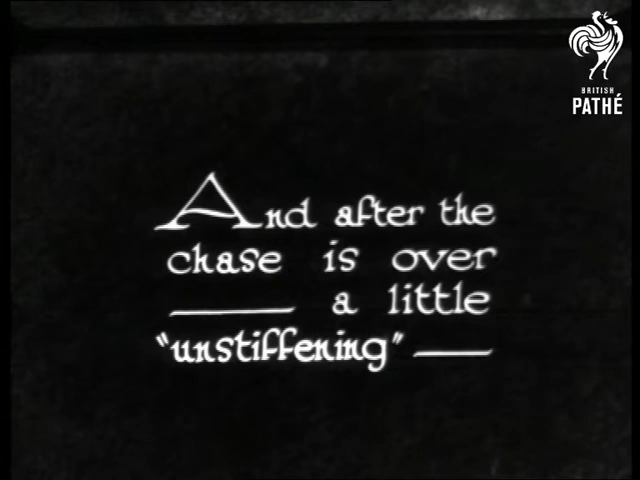 BRITISH
PATHÉ
And after the
chase is over
—— a little
"unstiffening" ——